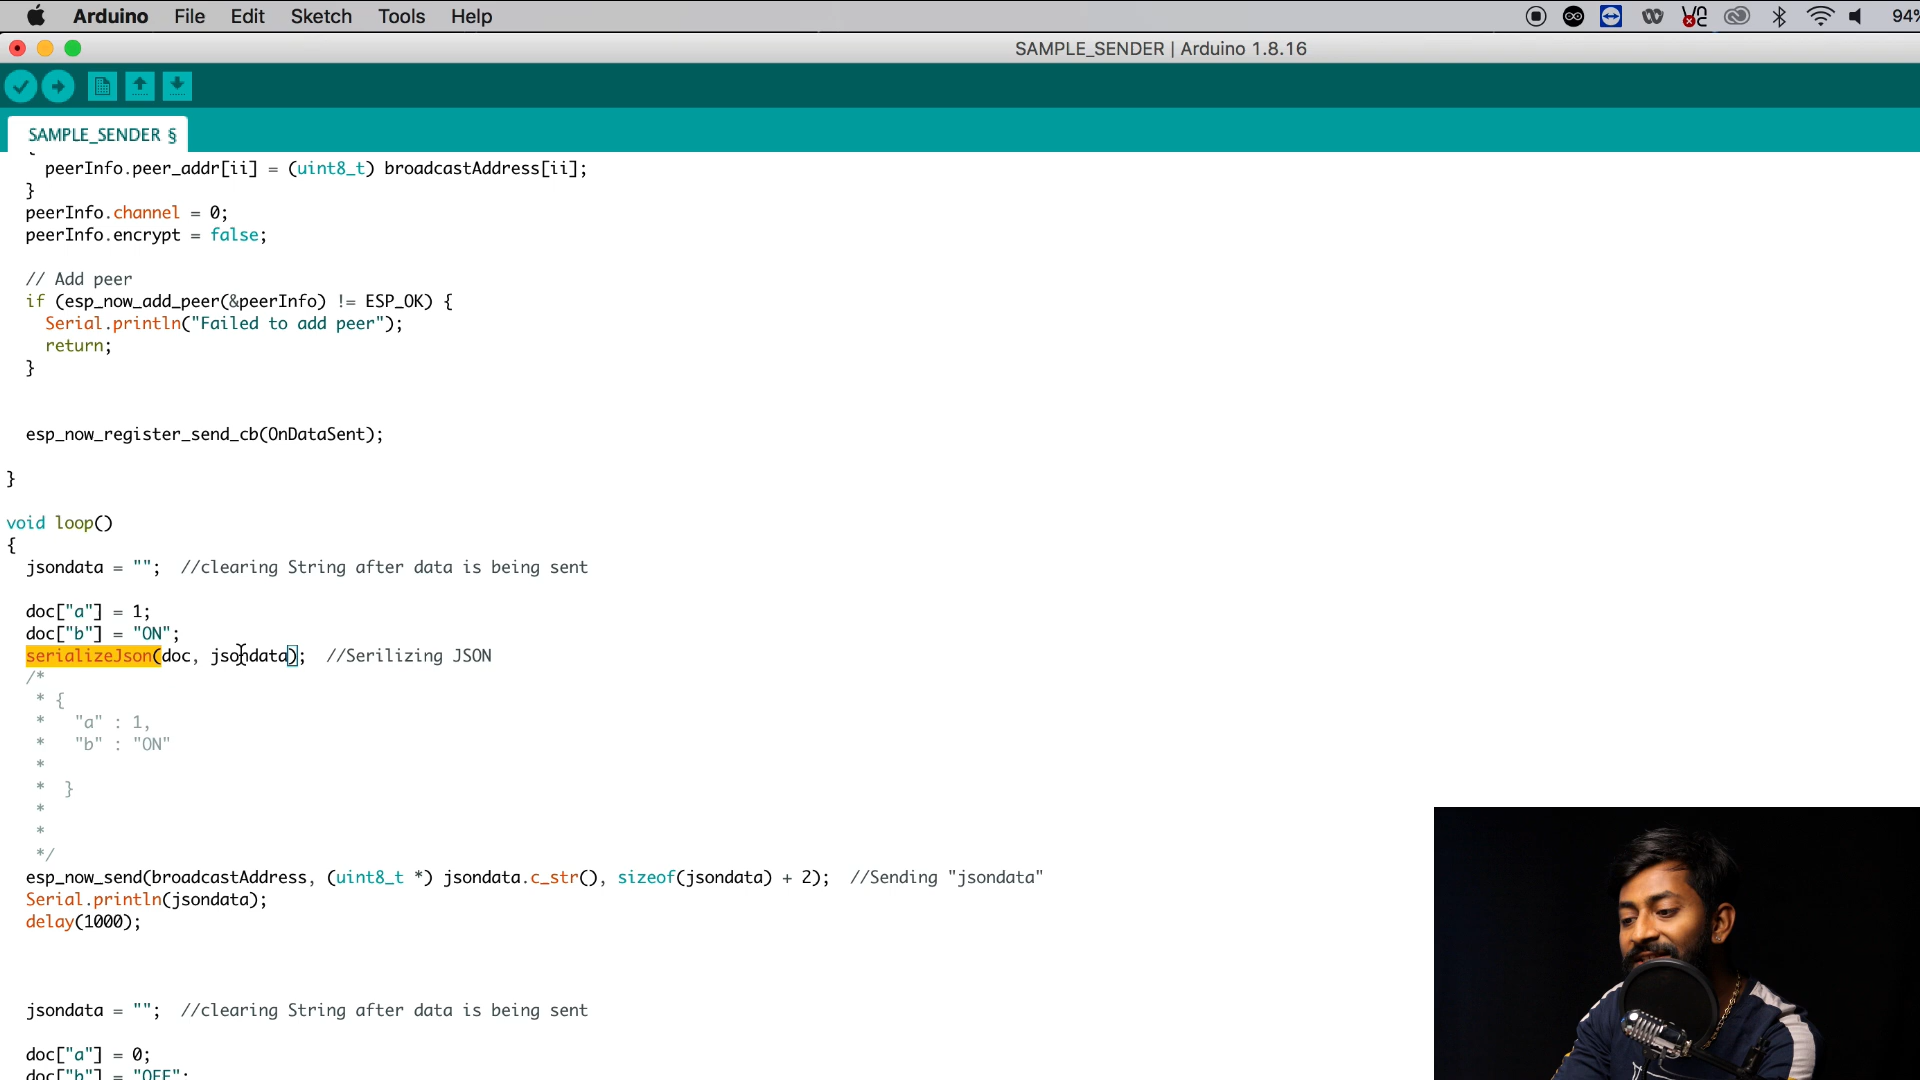 Arduino File Edit Sketch Tools Help 94%
SAMPLE_SENDER | Arduino 1.8.16
SAMPLE_SENDER §
{
peerInfo.peer_addr[ii] = (uint8_t) broadcastAddress[ii];
}
peerInfo.channel = 0;
peerInfo.encrypt = false;
// Add peer
if (esp_now_add_peer(&peerInfo) != ESP_OK) {
Serial.println("Failed to add peer");
return;
}
esp_now_register_send_cb(OnDataSent);
}
void loop()
{
jsondata = ""; //clearing String after data is being sent
doc["a"] = 1;
doc["b"] = "ON";
serializeJson(doc, jsondata); //Serilizing JSON
/*
* {
* "a" : 1,
* "b" : "ON"
*
* }
*
*
*/
esp_now_send(broadcastAddress, (uint8_t *) jsondata.c_str(), sizeof(jsondata) + 2); //Sending "jsondata"
Serial.println(jsondata);
delay(1000);
jsondata = ""; //clearing String after data is being sent
doc["a"] = 0;
doc["b"] = "OFF";